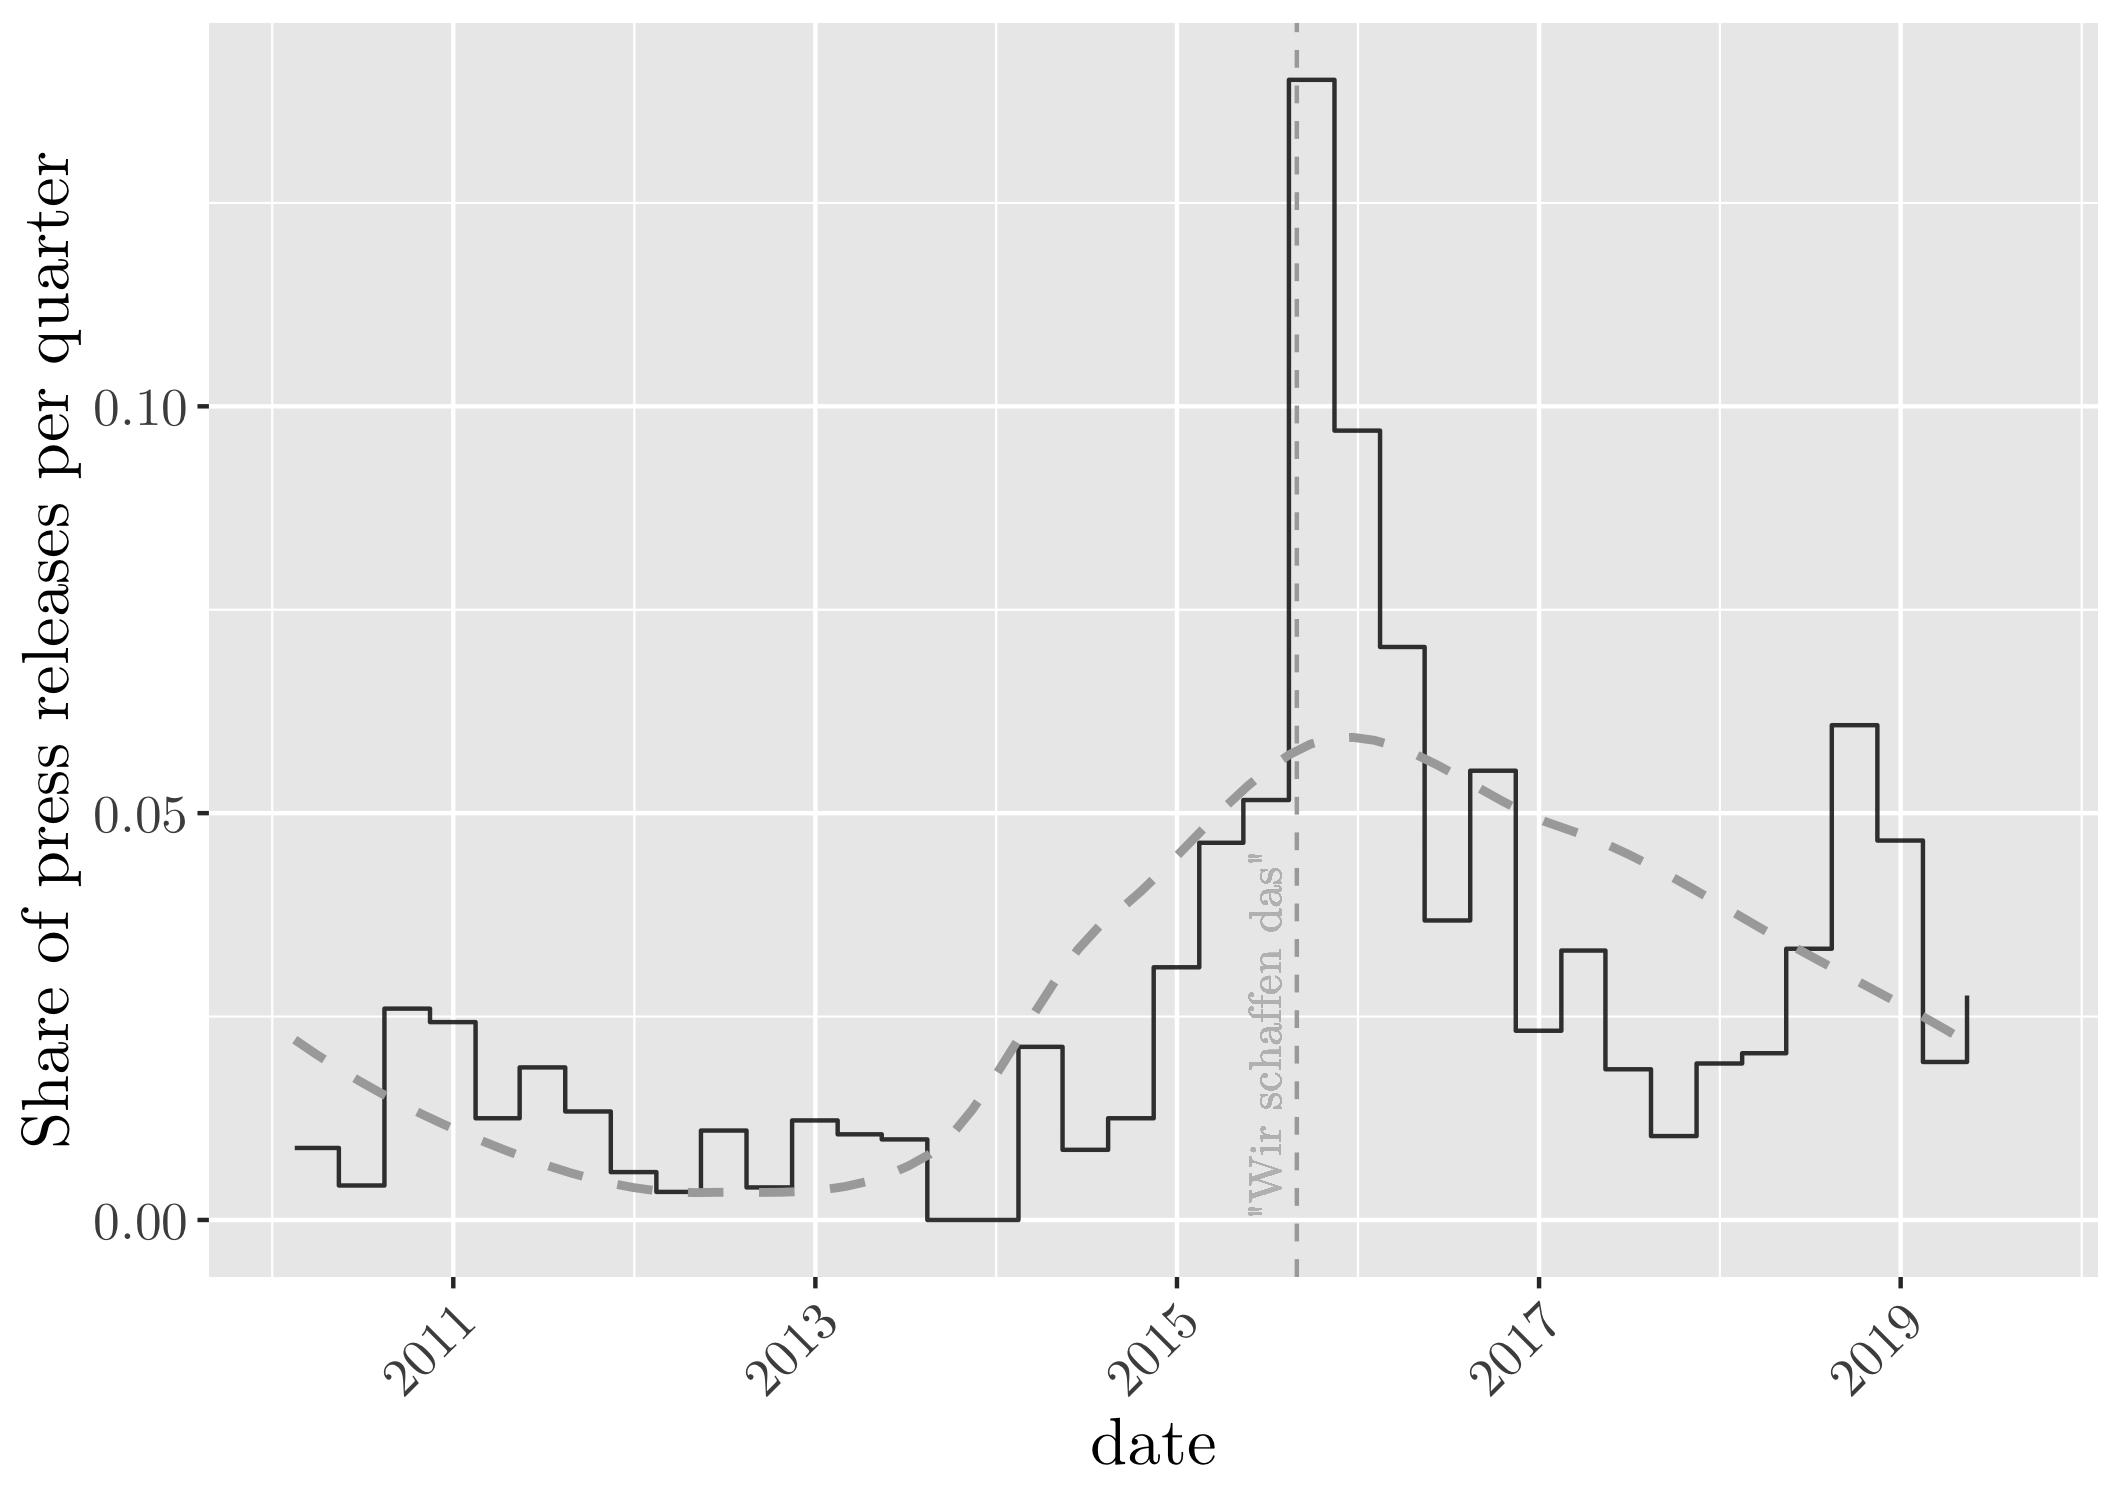 Share of press releases per quarter
0.10
0.05
0.00
"Wir schaffen das"
2011
2013
2015
2017
2019
date